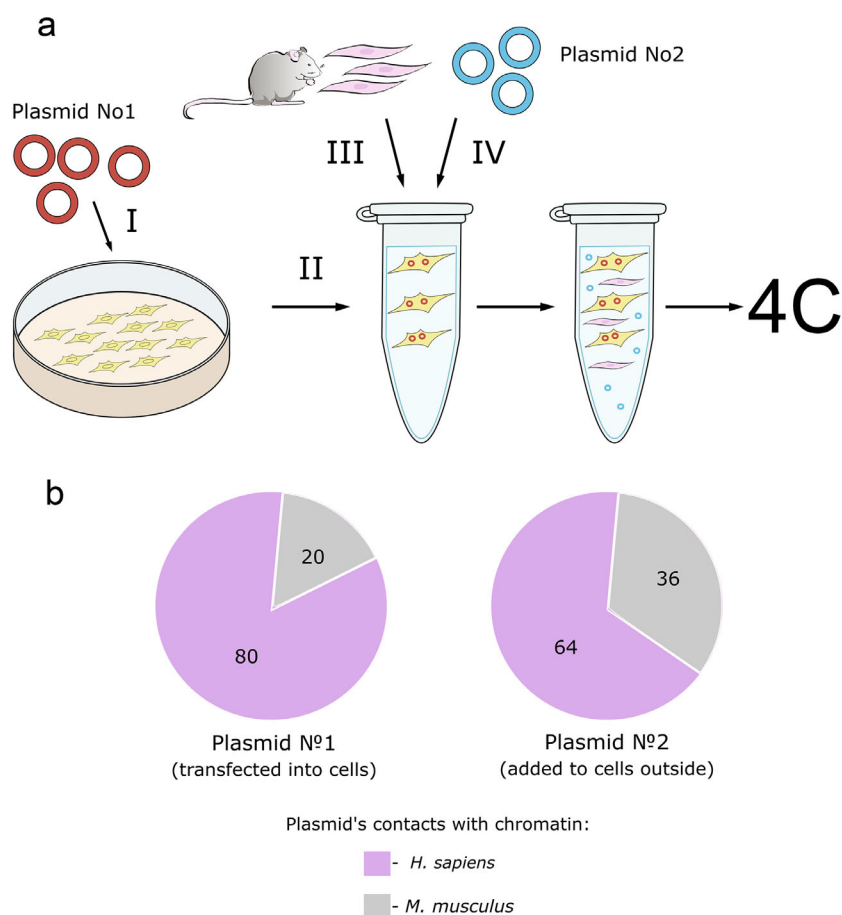 a
Plasmid No2
Plasmid No1
III
IV
I
II
4C
b
20
80
36
64
Plasmid №1
(transfected into cells)
Plasmid №2
(added to cells outside)
Plasmid's contacts with chromatin:
- H. sapiens
- M. musculus